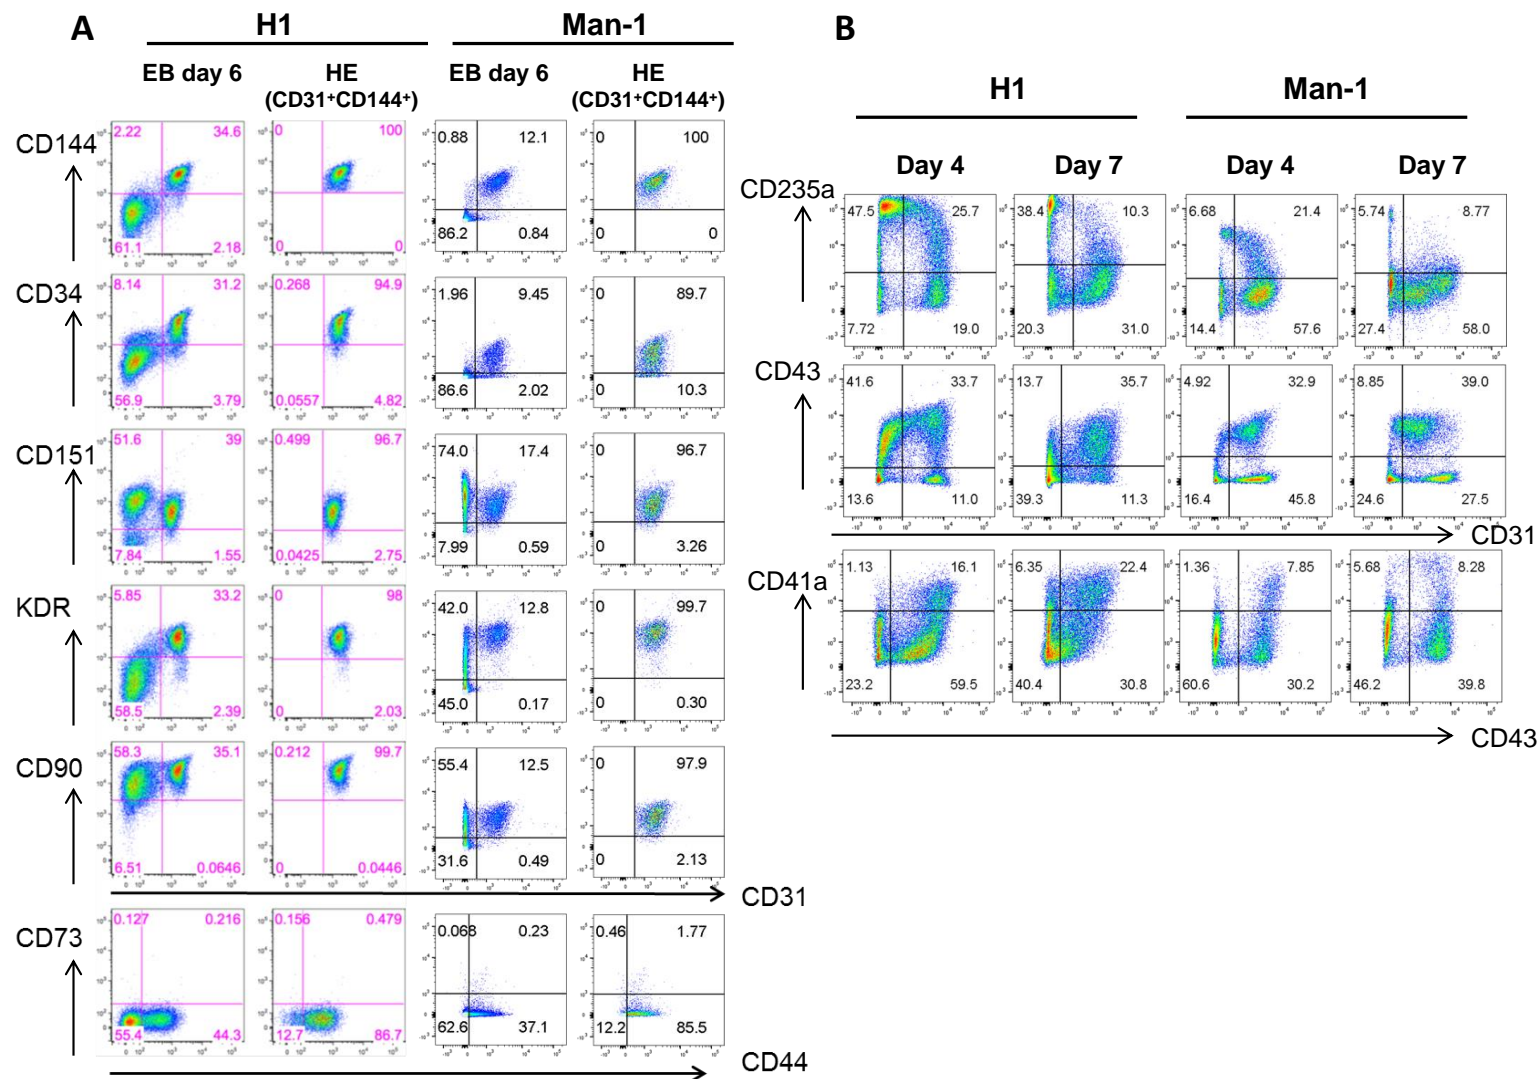 A
H1
Man-1
EB day 6
HE
(CD31⁺CD144⁺)
EB day 6
HE
(CD31⁺CD144⁺)
CD144
2.22 34.6
61.1 2.18
0 100
0 0
0.88 12.1
86.2 0.84
0 100
0 0
CD34
8.14 31.2
56.9 3.79
0.268 94.9
0.0557 4.82
1.96 9.45
86.6 2.02
0 89.7
0 10.3
CD151
51.6 39
7.84 1.55
0.499 96.7
0.0425 2.75
74.0 17.4
7.99 0.59
0 96.7
0 3.26
KDR
5.85 33.2
58.5 2.39
0 98
0 2.03
42.0 12.8
45.0 0.17
0 99.7
0 0.30
CD90
58.3 35.1
6.51 0.0646
0.212 99.7
0 0.0446
55.4 12.5
31.6 0.49
0 97.9
0 2.13
CD31
CD73
0.127 0.216
55.4 44.3
0.156 0.479
12.7 86.7
0.068 0.23
62.6 37.1
0.46 1.77
12.2 85.5
CD44
B
H1
Man-1
Day 4
Day 7
Day 4
Day 7
CD235a
47.5 25.7
7.72 19.0
38.4 10.3
20.3 31.0
6.68 21.4
14.4 57.6
5.74 8.77
27.4 58.0
CD43
41.6 33.7
13.6 11.0
13.7 35.7
39.3 11.3
4.92 32.9
16.4 45.8
8.85 39.0
24.6 27.5
CD31
CD41a
1.13 16.1
23.2 59.5
6.35 22.4
40.4 30.8
1.36 7.85
60.6 30.2
5.68 8.28
46.2 39.8
CD43